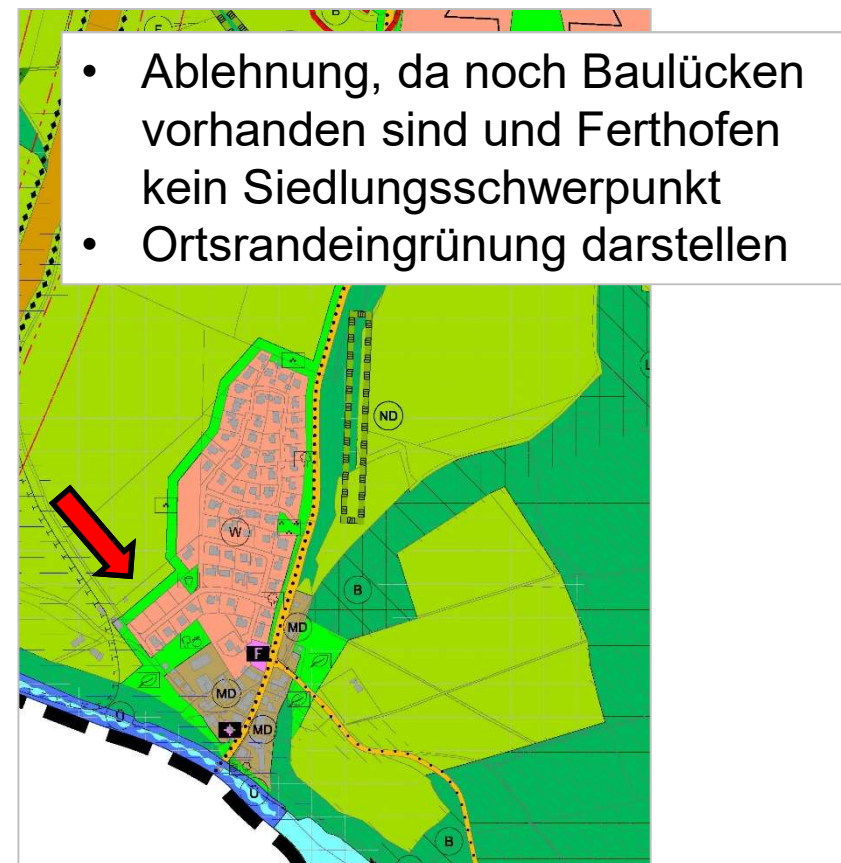 E
B
• Ablehnung, da noch Baulücken
vorhanden sind und Ferthofen
kein Siedlungsschwerpunkt
• Ortsrandeingrünung darstellen
ND
W
B
MD
F
MD
MD
Ü
Ü
B